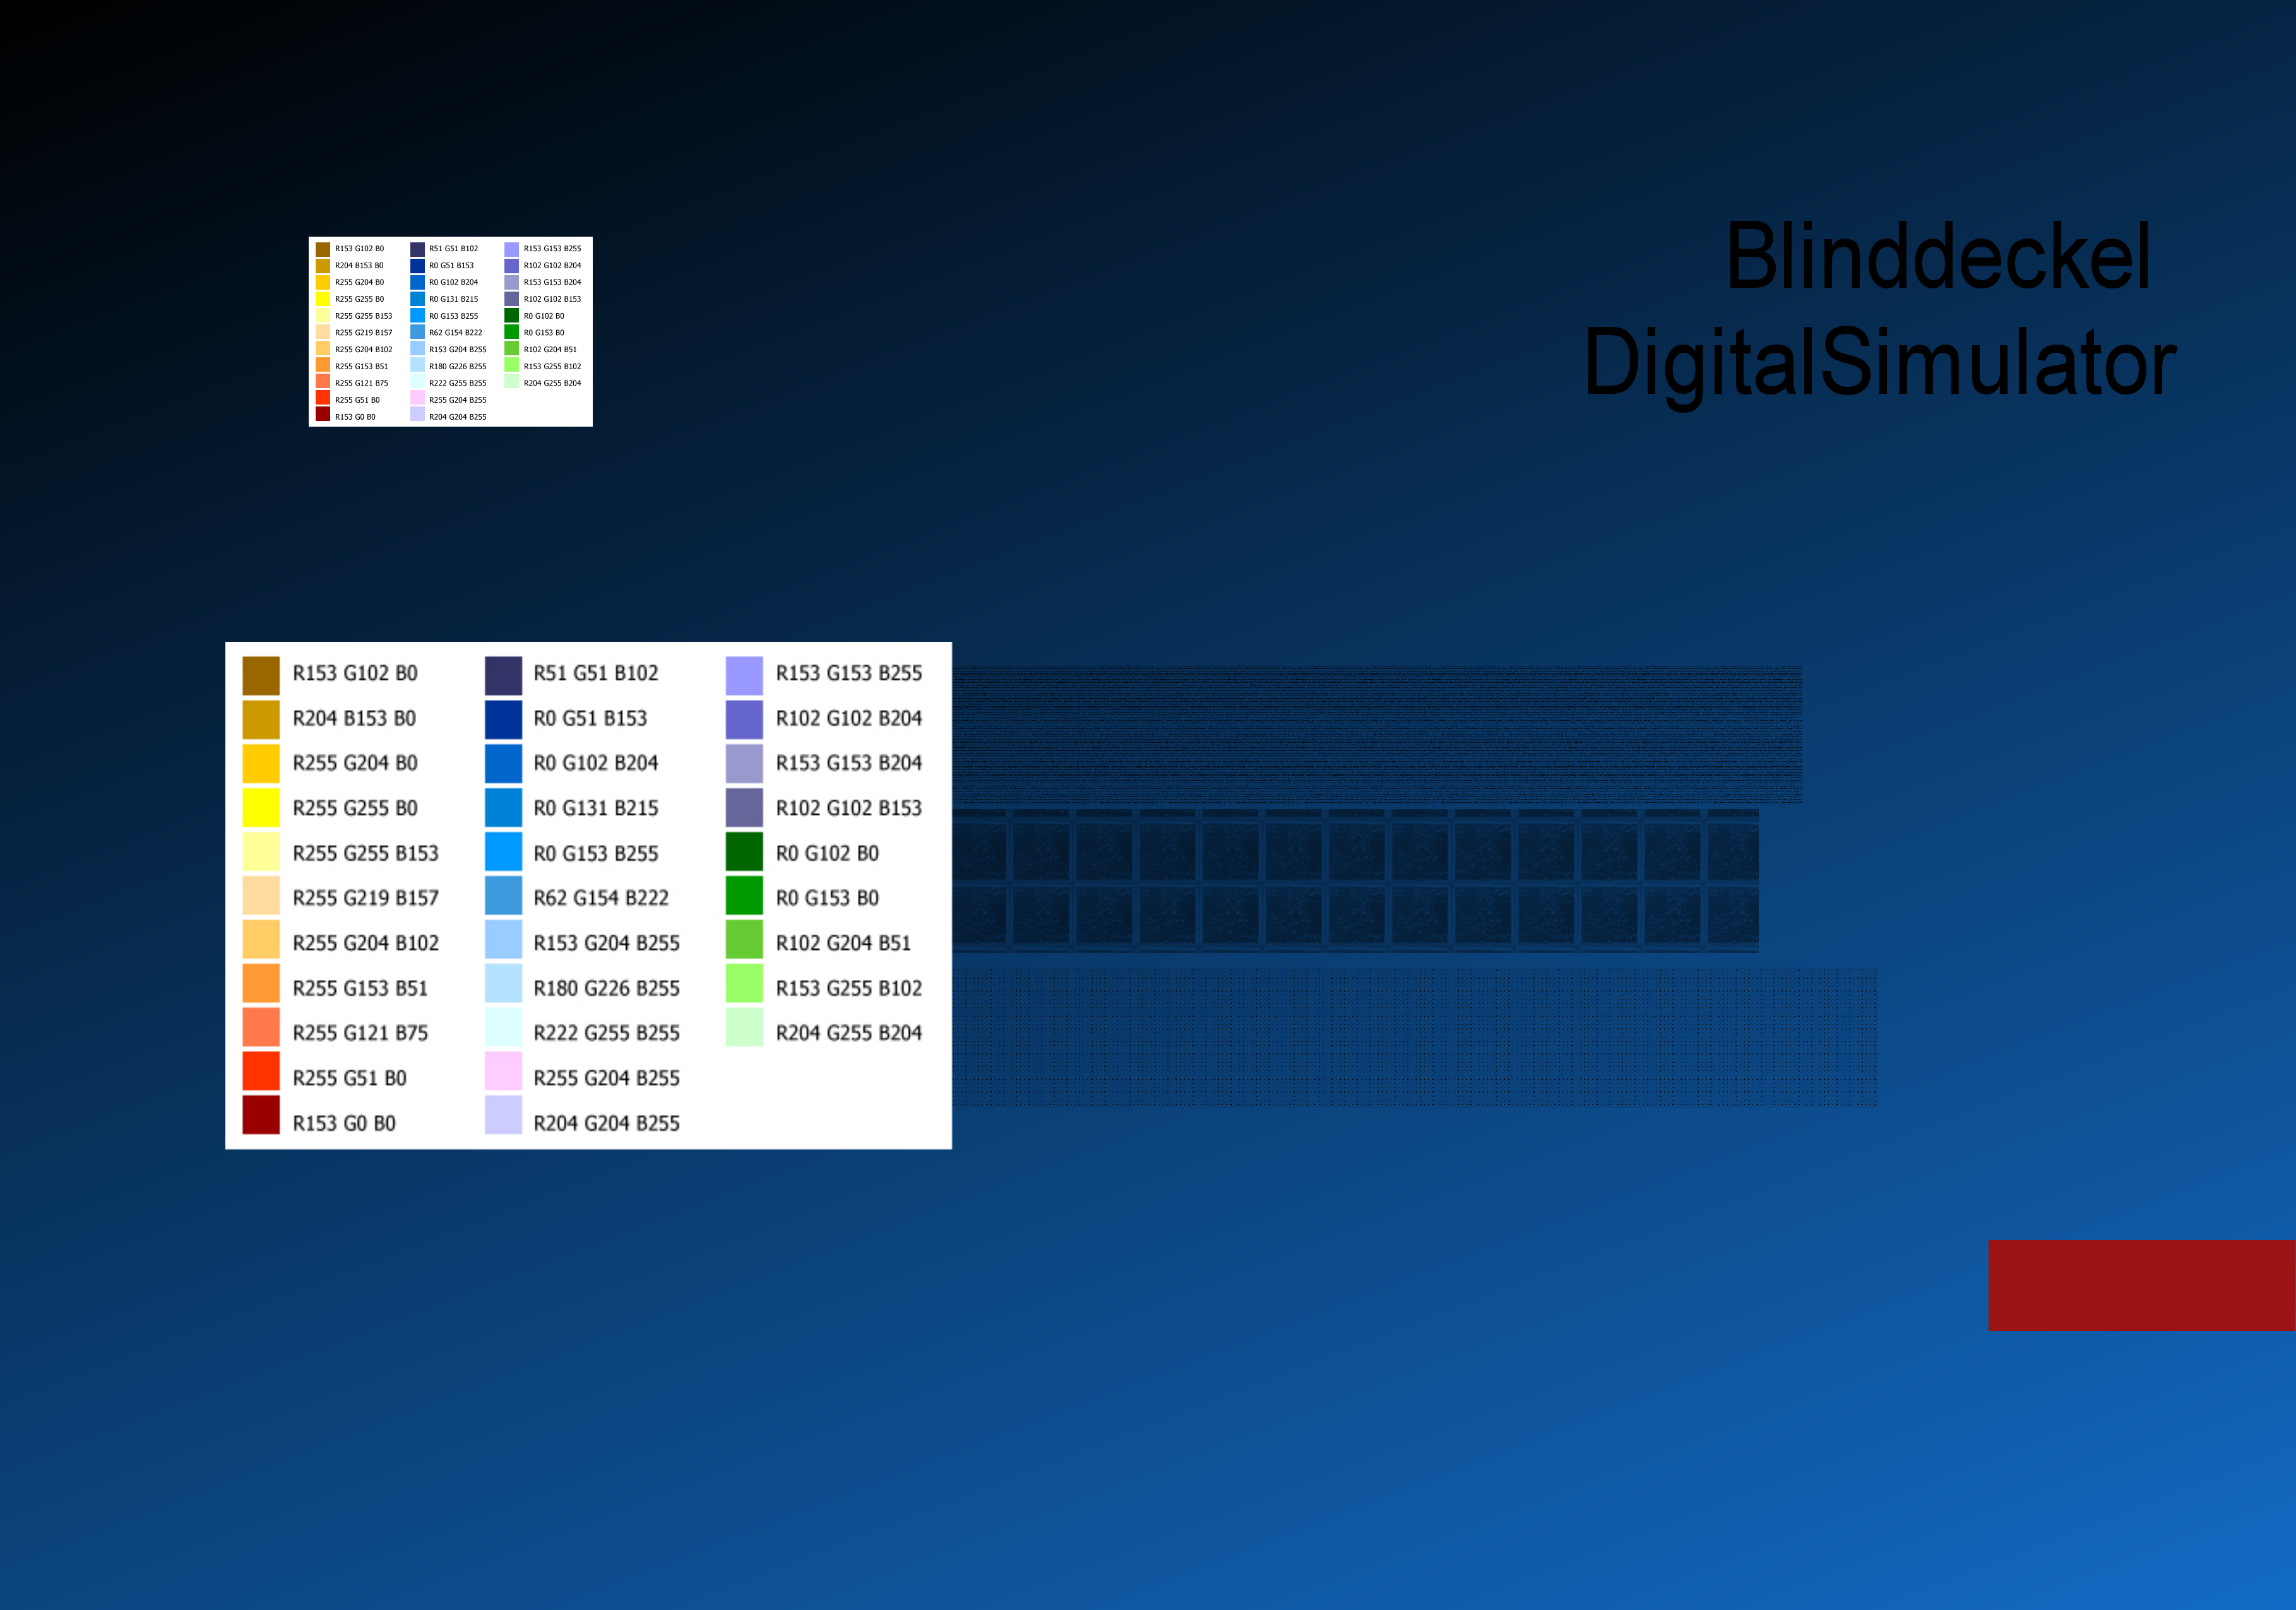 Blinddeckel
DigitalSimulator
R153 G102 B0 R51 G51 B102 R153 G153 B255
R204 B153 B0 R0 G51 B153 R102 G102 B204
R255 G204 B0 R0 G102 B204 R153 G153 B204
R255 G255 B0 R0 G131 B215 R102 G102 B153
R255 G255 B153 R0 G153 B255 R0 G102 B0
R255 G219 B157 R62 G154 B222 R0 G153 B0
R255 G204 B102 R153 G204 B255 R102 G204 B51
R255 G153 B51 R180 G226 B255 R153 G255 B102
R255 G121 B75 R222 G255 B255 R204 G255 B204
R255 G51 B0 R255 G204 B255
R153 G0 B0 R204 G204 B255
R153 G102 B0 R51 G51 B102 R153 G153 B255
R204 B153 B0 R0 G51 B153 R102 G102 B204
R255 G204 B0 R0 G102 B204 R153 G153 B204
R255 G255 B0 R0 G131 B215 R102 G102 B153
R255 G255 B153 R0 G153 B255 R0 G102 B0
R255 G219 B157 R62 G154 B222 R0 G153 B0
R255 G204 B102 R153 G204 B255 R102 G204 B51
R255 G153 B51 R180 G226 B255 R153 G255 B102
R255 G121 B75 R222 G255 B255 R204 G255 B204
R255 G51 B0 R255 G204 B255
R153 G0 B0 R204 G204 B255